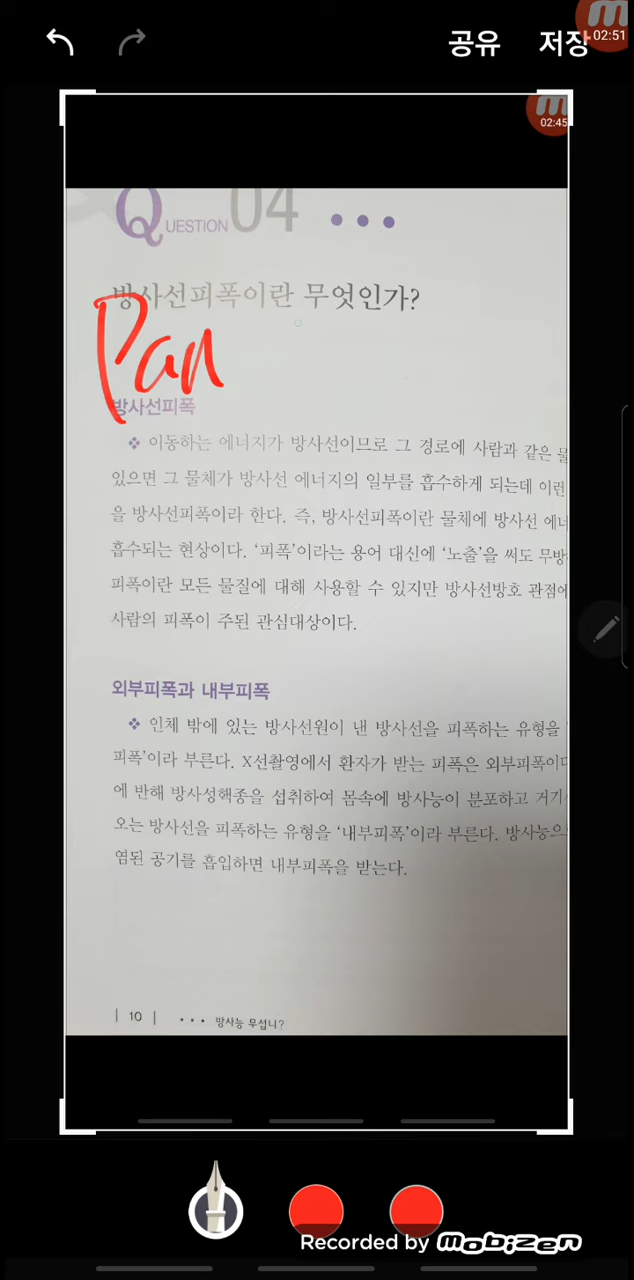 02:51
공유 저장
02:45
QUESTION 04
방사선피폭이란 무엇인가?
Pan
방사선피폭
❖ 이동하는 에너지가 방사선이므로 그 경로에 사람과 같은 물
있으면 그 물체가 방사선 에너지의 일부를 흡수하게 되는데 이런
을 방사선피폭이라 한다. 즉, 방사선피폭이란 물체에 방사선 에너
흡수되는 현상이다. ‘피폭’이라는 용어 대신에 ‘노출’을 써도 무방
피폭이란 모든 물질에 대해 사용할 수 있지만 방사선방호 관점에
사람의 피폭이 주된 관심대상이다.
외부피폭과 내부피폭
❖ 인체 밖에 있는 방사선원이 낸 방사선을 피폭하는 유형을 ‘
피폭’이라 부른다. X선촬영에서 환자가 받는 피폭은 외부피폭이다
에 반해 방사성핵종을 섭취하여 몸속에 방사능이 분포하고 거기
오는 방사선을 피폭하는 유형을 ‘내부피폭’이라 부른다. 방사능으
염된 공기를 흡입하면 내부피폭을 받는다.
| 10 | • • • 방사능 무섭니?
Recorded by mobizen